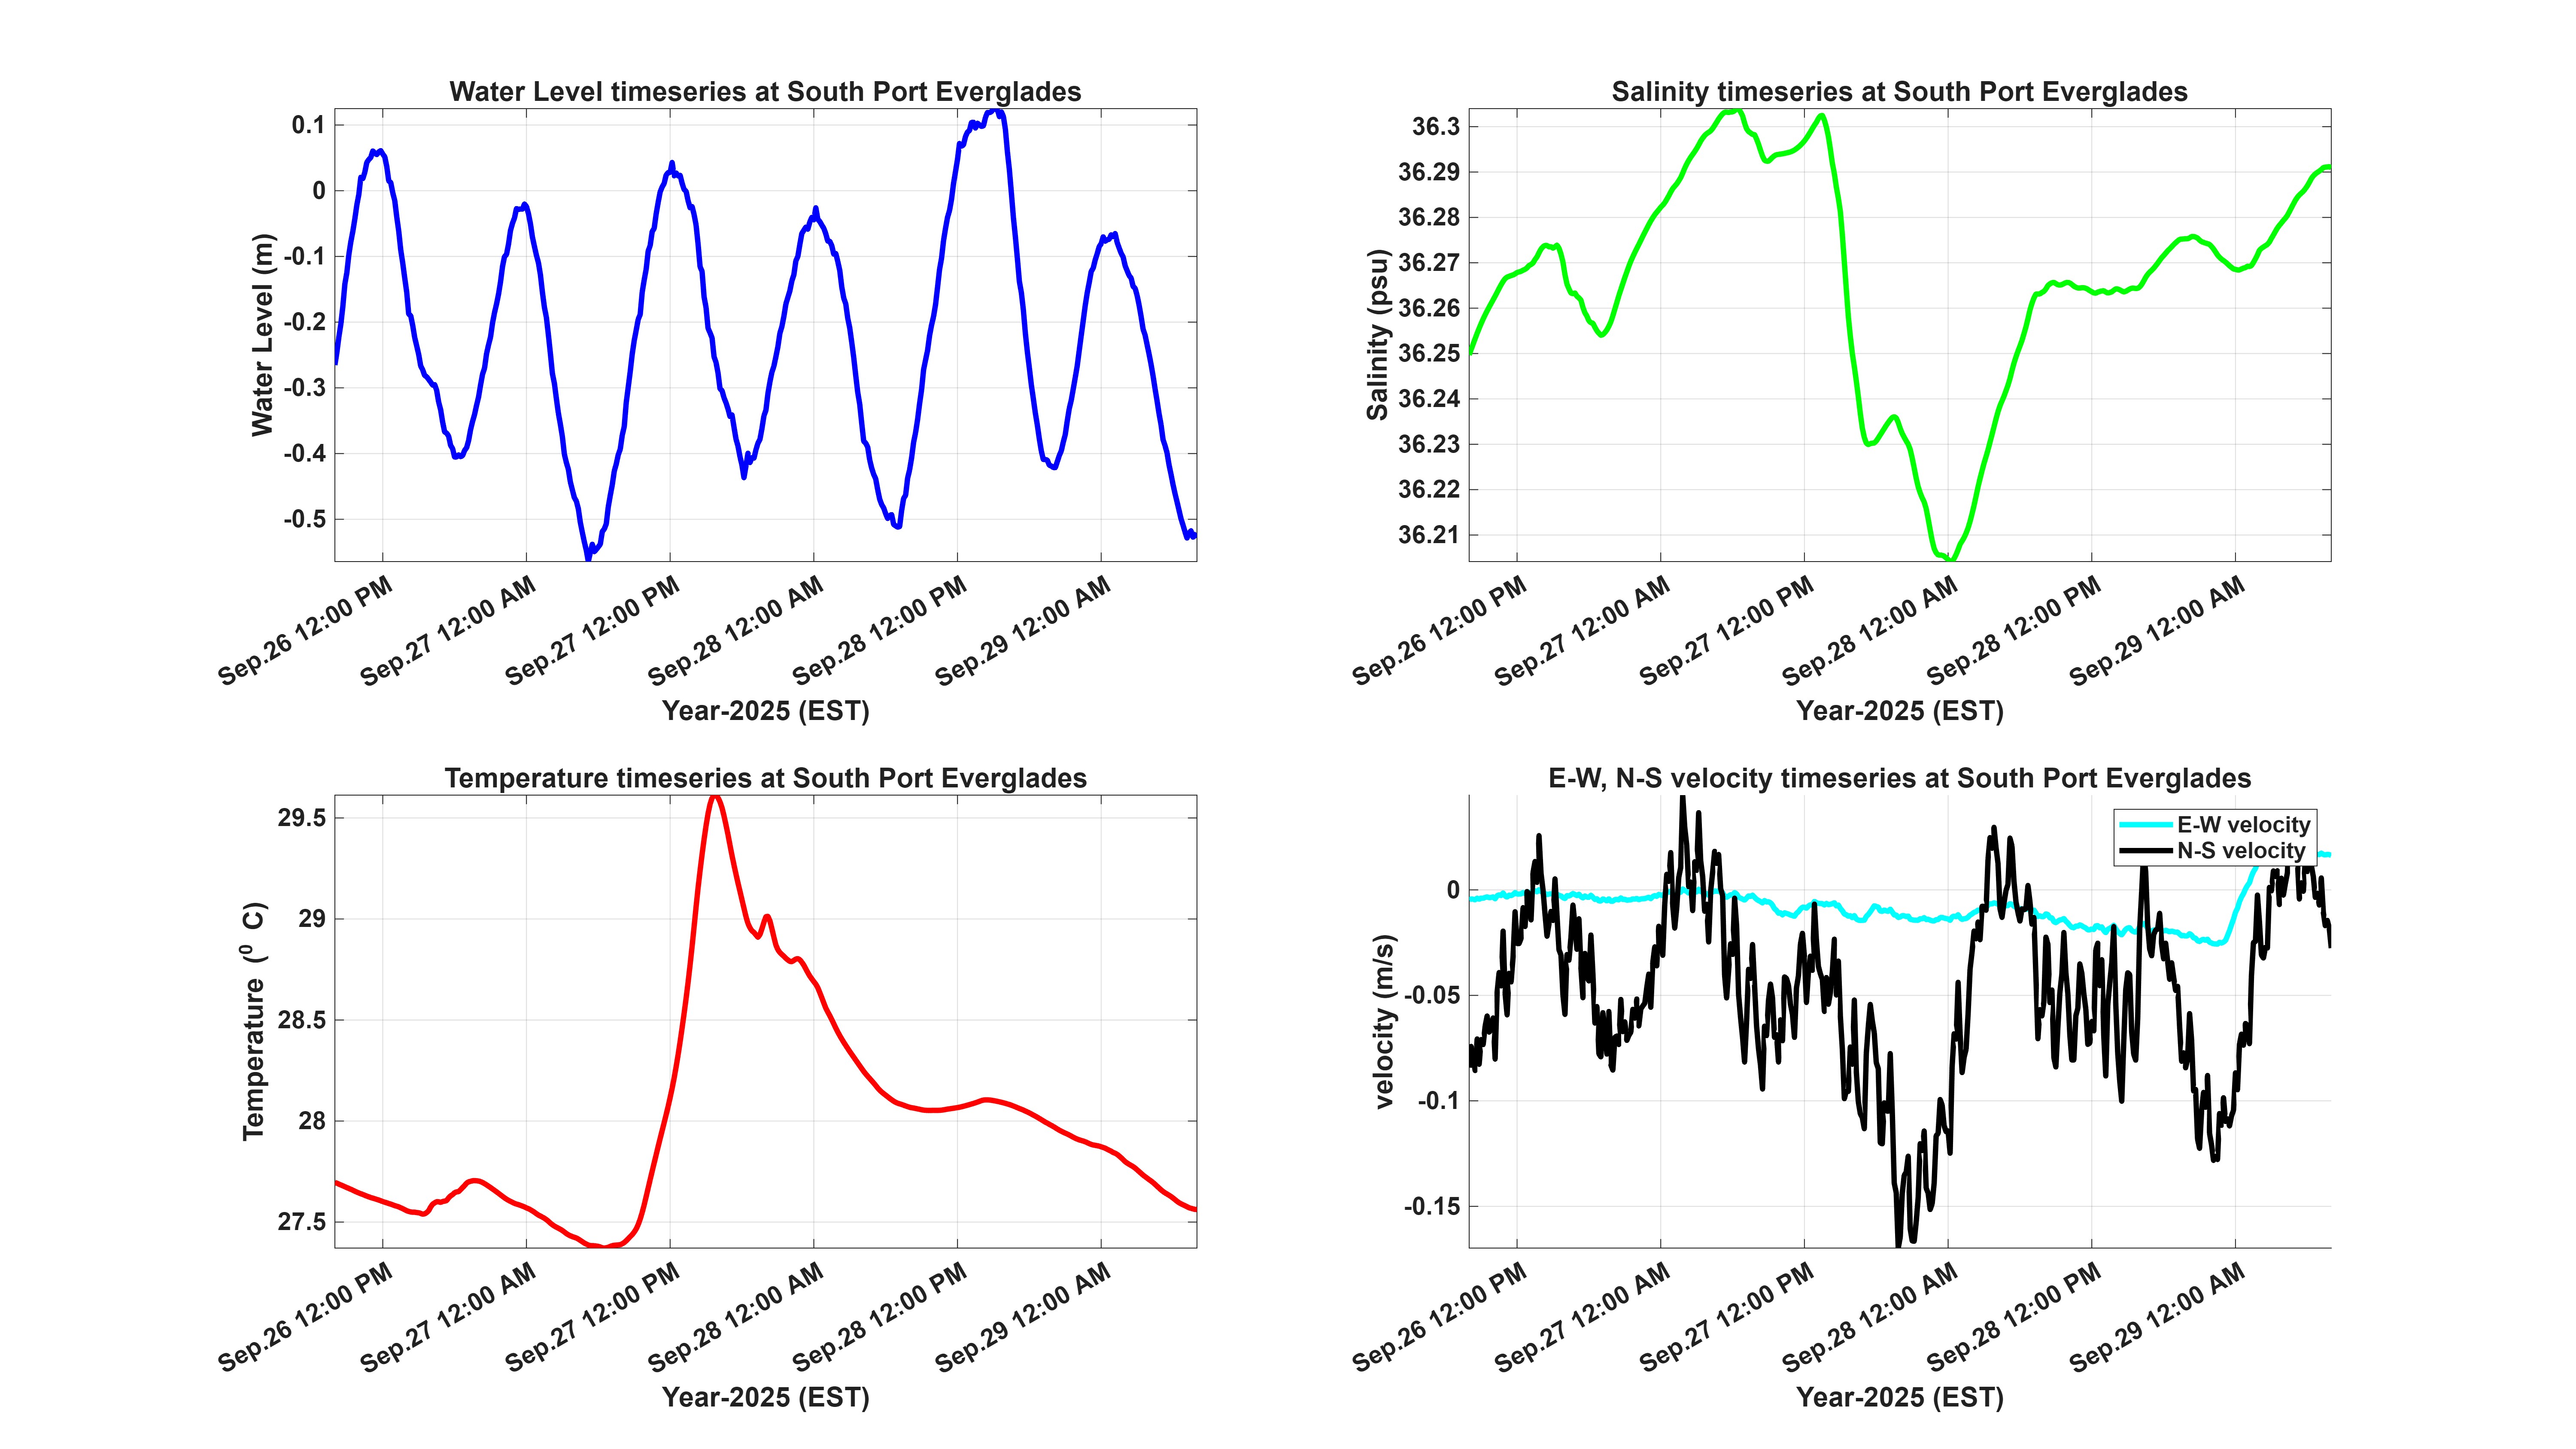 Water Level timeseries at South Port Everglades
0.1
0
-0.1
-0.2
-0.3
-0.4
-0.5
Water Level (m)
Sep.26 12:00 PM
Sep.27 12:00 AM
Sep.27 12:00 PM
Sep.28 12:00 AM
Sep.28 12:00 PM
Sep.29 12:00 AM
Year-2025 (EST)
Salinity timeseries at South Port Everglades
36.3
36.29
36.28
36.27
36.26
36.25
36.24
36.23
36.22
36.21
Salinity (psu)
Sep.26 12:00 PM
Sep.27 12:00 AM
Sep.27 12:00 PM
Sep.28 12:00 AM
Sep.28 12:00 PM
Sep.29 12:00 AM
Year-2025 (EST)
Temperature timeseries at South Port Everglades
29.5
29
28.5
28
27.5
Temperature (⁰ C)
Sep.26 12:00 PM
Sep.27 12:00 AM
Sep.27 12:00 PM
Sep.28 12:00 AM
Sep.28 12:00 PM
Sep.29 12:00 AM
Year-2025 (EST)
E-W, N-S velocity timeseries at South Port Everglades
E-W velocity
N-S velocity
0
-0.05
-0.1
-0.15
velocity (m/s)
Sep.26 12:00 PM
Sep.27 12:00 AM
Sep.27 12:00 PM
Sep.28 12:00 AM
Sep.28 12:00 PM
Sep.29 12:00 AM
Year-2025 (EST)